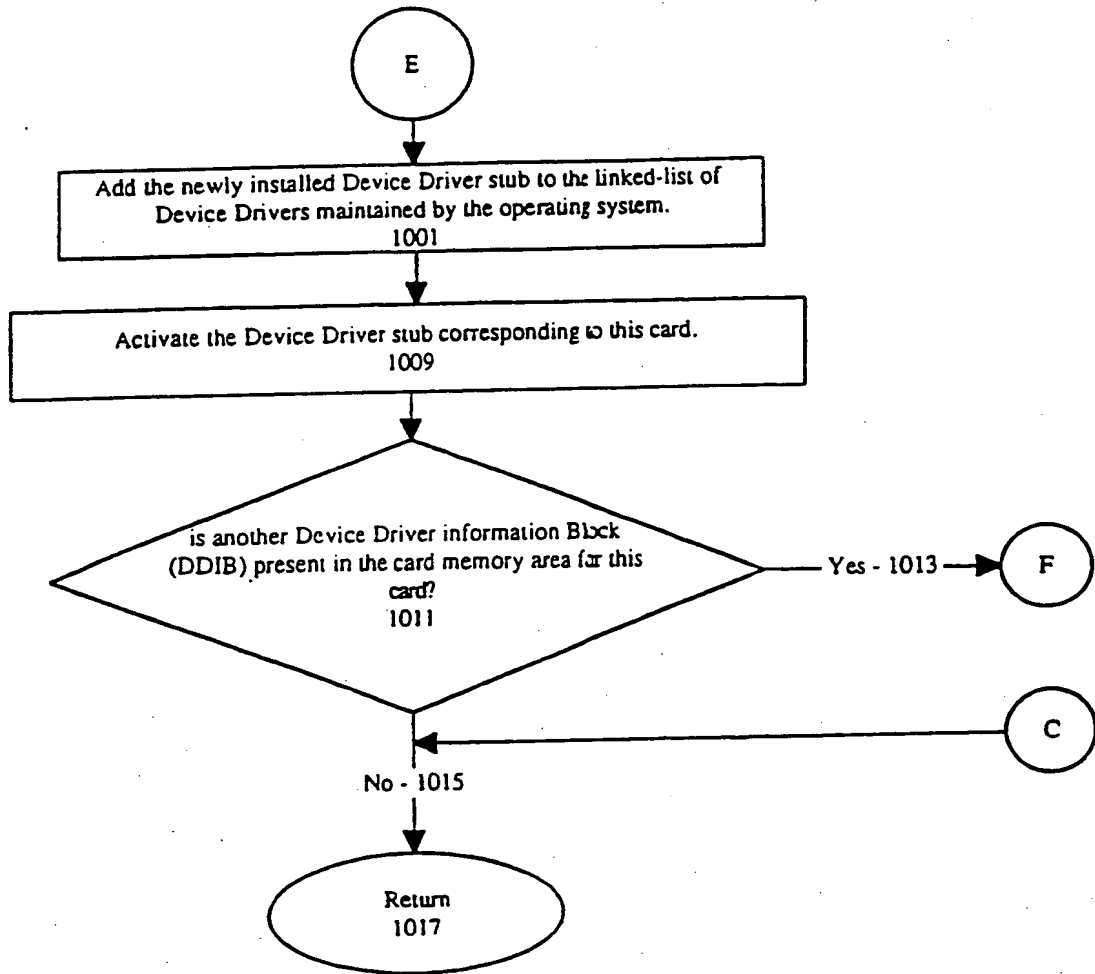 E
Add the newly installed Device Driver stub to the linked-list of
Device Drivers maintained by the operating system.
1001
Activate the Device Driver stub corresponding to this card.
1009
is another Device Driver information Block
(DDIB) present in the card memory area for this
card?
1011
Yes - 1013
F
C
No - 1015
Return
1017